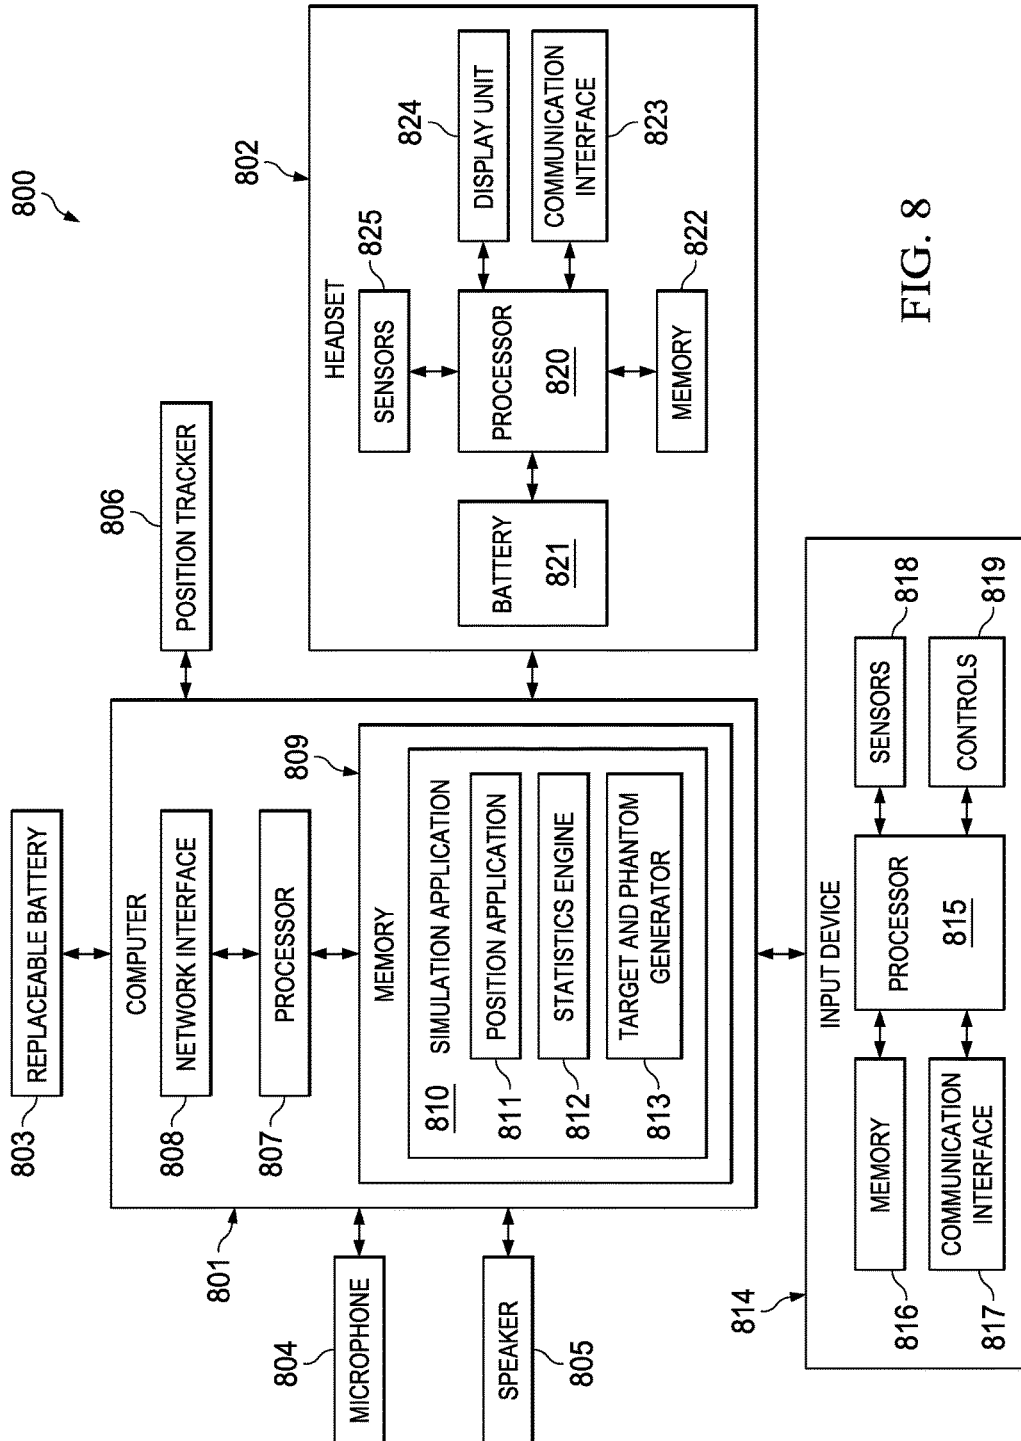 800
803
REPLACEABLE BATTERY
806
POSITION TRACKER
802
801
COMPUTER
808
NETWORK INTERFACE
807
PROCESSOR
809
MEMORY
810
SIMULATION APPLICATION
811
POSITION APPLICATION
812
STATISTICS ENGINE
813
TARGET AND PHANTOM
GENERATOR
804
MICROPHONE
805
SPEAKER
HEADSET
SENSORS
825
BATTERY
821
PROCESSOR
820
DISPLAY UNIT
824
COMMUNICATION
INTERFACE
823
MEMORY
822
814
INPUT DEVICE
816
MEMORY
817
COMMUNICATION
INTERFACE
PROCESSOR
815
SENSORS
818
CONTROLS
819
FIG. 8